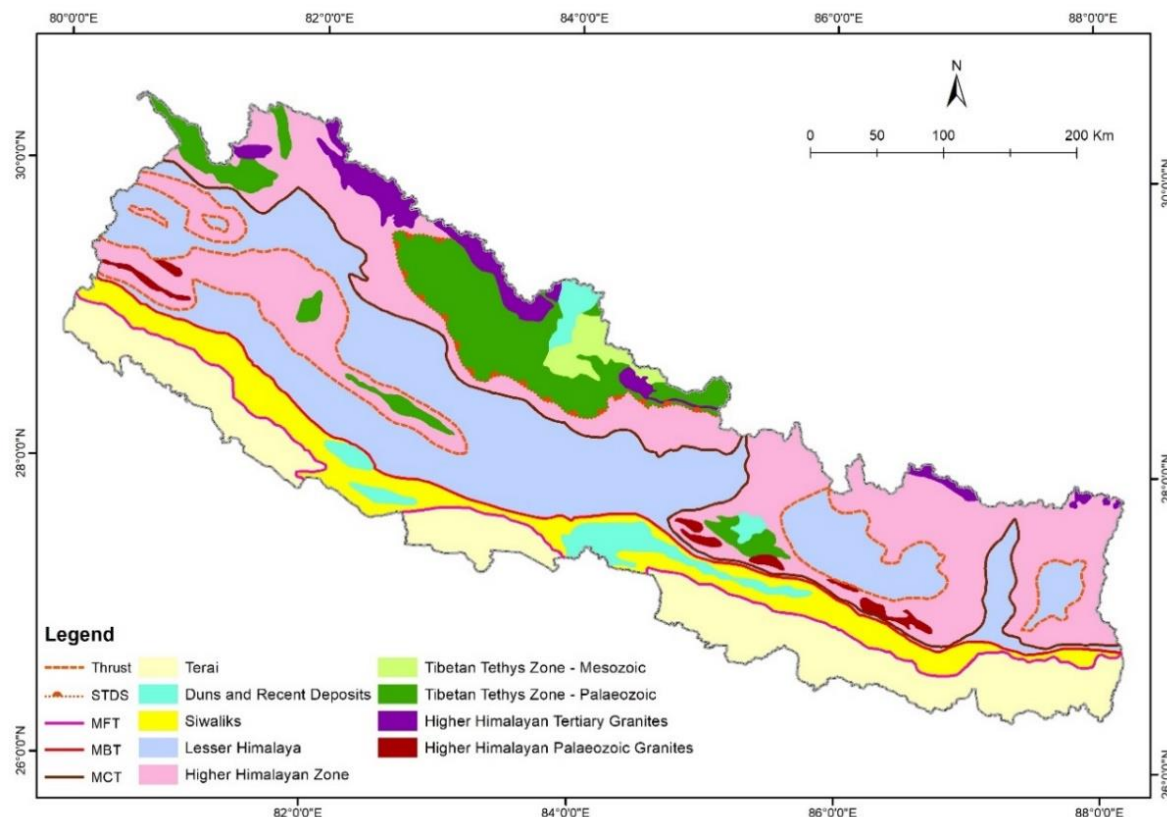 80°0'0"E 82°0'0"E 84°0'0"E 86°0'0"E 88°0'0"E
N
0 50 100 200 Km
30°0'0"N
30°0'0"N
28°0'0"N
28°0'0"N
Legend
Thrust
STDS
MFT
MBT
MCT
Terai
Duns and Recent Deposits
Siwaliks
Lesser Himalaya
Higher Himalayan Zone
Tibetan Tethys Zone - Mesozoic
Tibetan Tethys Zone - Palaeozoic
Higher Himalayan Tertiary Granites
Higher Himalayan Palaeozoic Granites
26°0'0"N
26°0'0"N
82°0'0"E 84°0'0"E 86°0'0"E 88°0'0"E